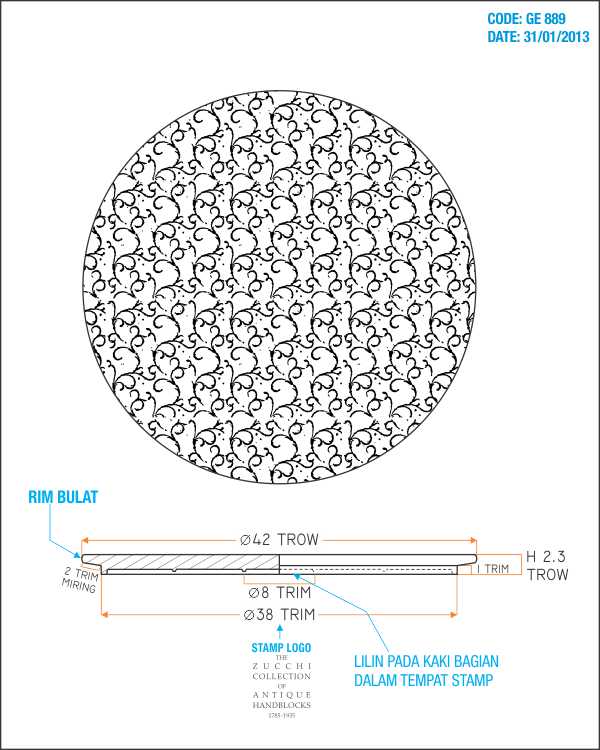 CODE: GE 889
DATE: 31/01/2013
RIM BULAT
Ø42 TROW
2 TRIM
MIRING
1 TRIM
H 2.3
TROW
Ø8 TRIM
Ø38 TRIM
STAMP LOGO
THE
ZUCCHI
COLLECTION
OF
ANTIQUE
HANDBLOCKS
1785-1935
LILIN PADA KAKI BAGIAN
DALAM TEMPAT STAMP